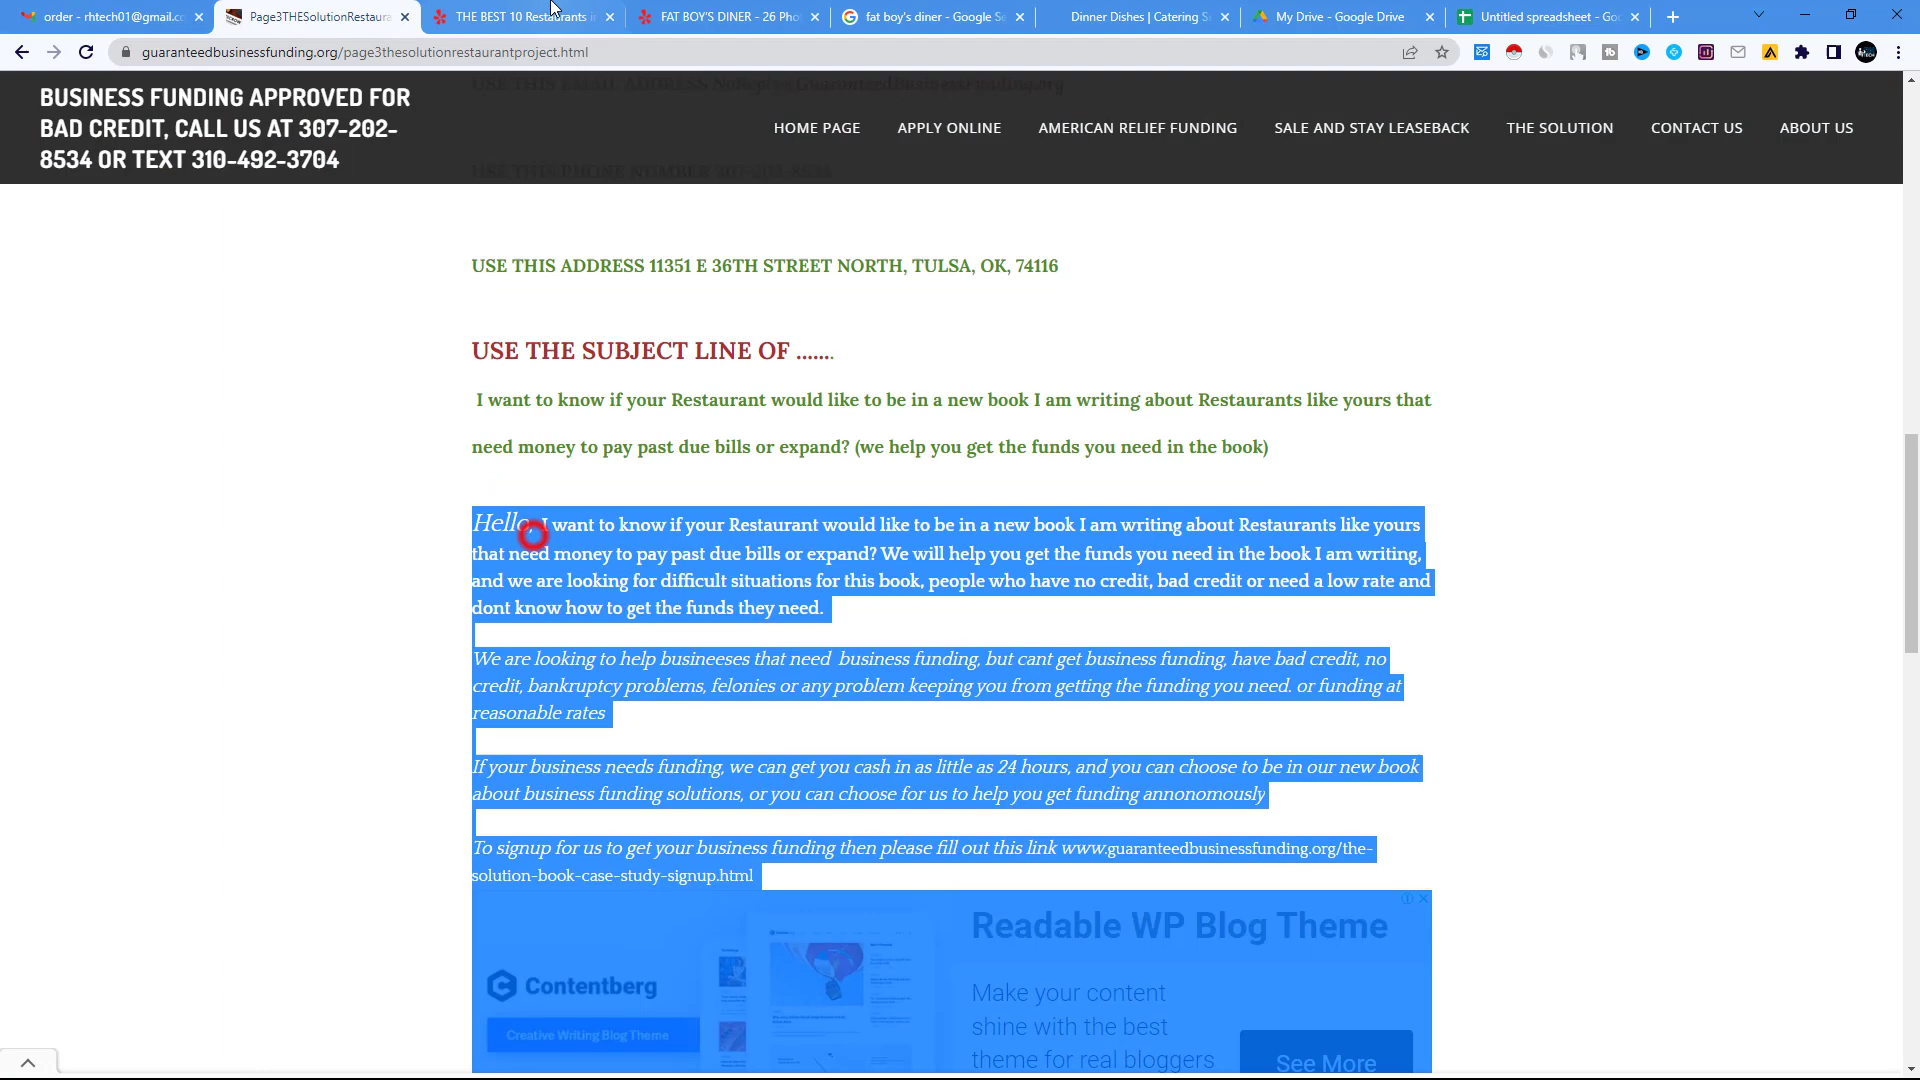 order - rhtech01@gmail.co
Page3THESolutionRestaura
THE BEST 10 Restaurants i
FAT BOY'S DINER - 26 Pho
fat boy's diner - Google Se
Dinner Dishes | Catering S
My Drive - Google Drive
Untitled spreadsheet - Goo
guaranteedbusinessfunding.org/page3thesolutionrestaurantproject.html
BUSINESS FUNDING APPROVED FOR
BAD CREDIT, CALL US AT 307-202-
8534 OR TEXT 310-492-3704
HOME PAGE
APPLY ONLINE
AMERICAN RELIEF FUNDING
SALE AND STAY LEASEBACK
THE SOLUTION
CONTACT US
ABOUT US
USE THIS EMAIL ADDRESS
USE THIS PHONE NUMBER 307-202-8534
USE THIS ADDRESS 11351 E 36TH STREET NORTH, TULSA, OK, 74116
USE THE SUBJECT LINE OF .......
I want to know if your Restaurant would like to be in a new book I am writing about Restaurants like yours that
need money to pay past due bills or expand? (we help you get the funds you need in the book)
Hello, I want to know if your Restaurant would like to be in a new book I am writing about Restaurants like yours
that need money to pay past due bills or expand? We will help you get the funds you need in the book I am writing,
and we are looking for difficult situations for this book, people who have no credit, bad credit or need a low rate and
dont know how to get the funds they need.
We are looking to help busineeses that need business funding, but cant get business funding, have bad credit, no
credit, bankruptcy problems, felonies or any problem keeping you from getting the funding you need. or funding at
reasonable rates
If your business needs funding, we can get you cash in as little as 24 hours, and you can choose to be in our new book
about business funding solutions, or you can choose for us to help you get funding annonomously
To signup for us to get your business funding then please fill out this link www.guaranteedbusinessfunding.org/the-
solution-book-case-study-signup.html
Readable WP Blog Theme
Contentberg
Creative Writing Blog Theme
Make your content
shine with the best
theme for real bloggers
See More